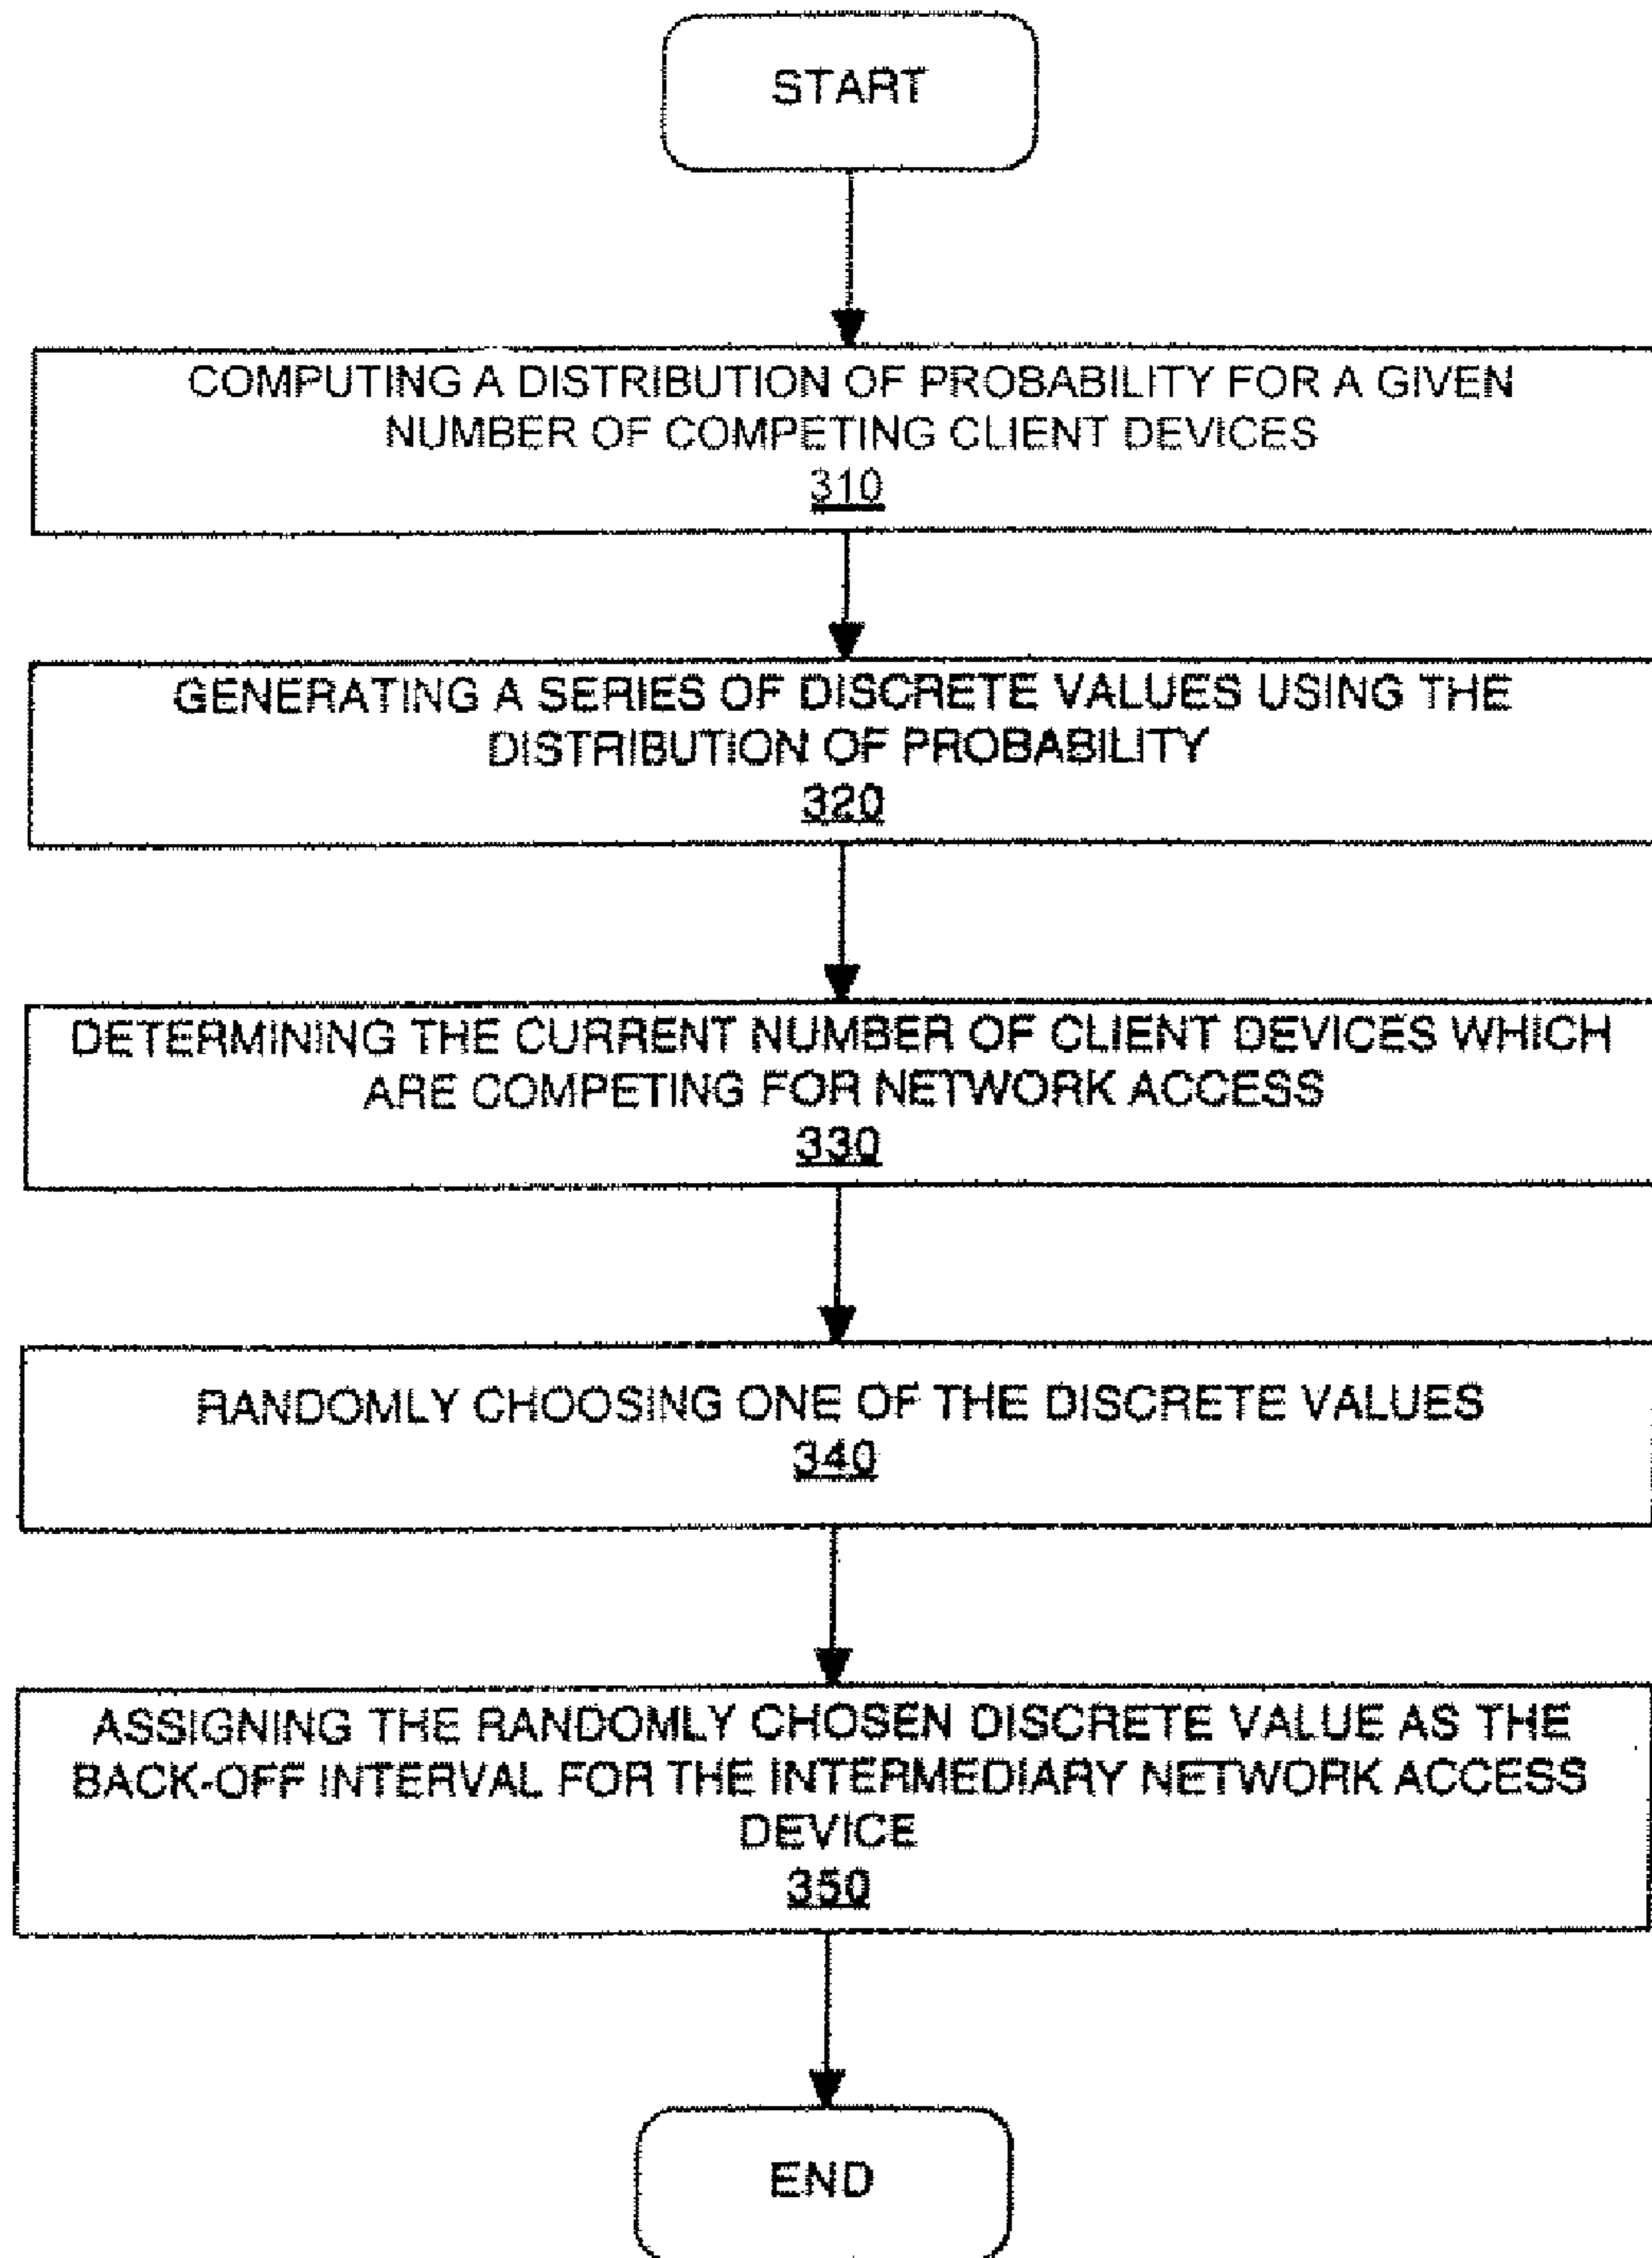 START
COMPUTING A DISTRIBUTION OF PROBABILITY FOR A GIVEN
NUMBER OF COMPETING CLIENT DEVICES
310
GENERATING A SERIES OF DISCRETE VALUES USING THE
DISTRIBUTION OF PROBABILITY
320
DETERMINING THE CURRENT NUMBER OF CLIENT DEVICES WHICH
ARE COMPETING FOR NETWORK ACCESS
330
RANDOMLY CHOOSING ONE OF THE DISCRETE VALUES
340
ASSIGNING THE RANDOMLY CHOSEN DISCRETE VALUE AS THE
BACK-OFF INTERVAL FOR THE INTERMEDIARY NETWORK ACCESS
DEVICE
350
END